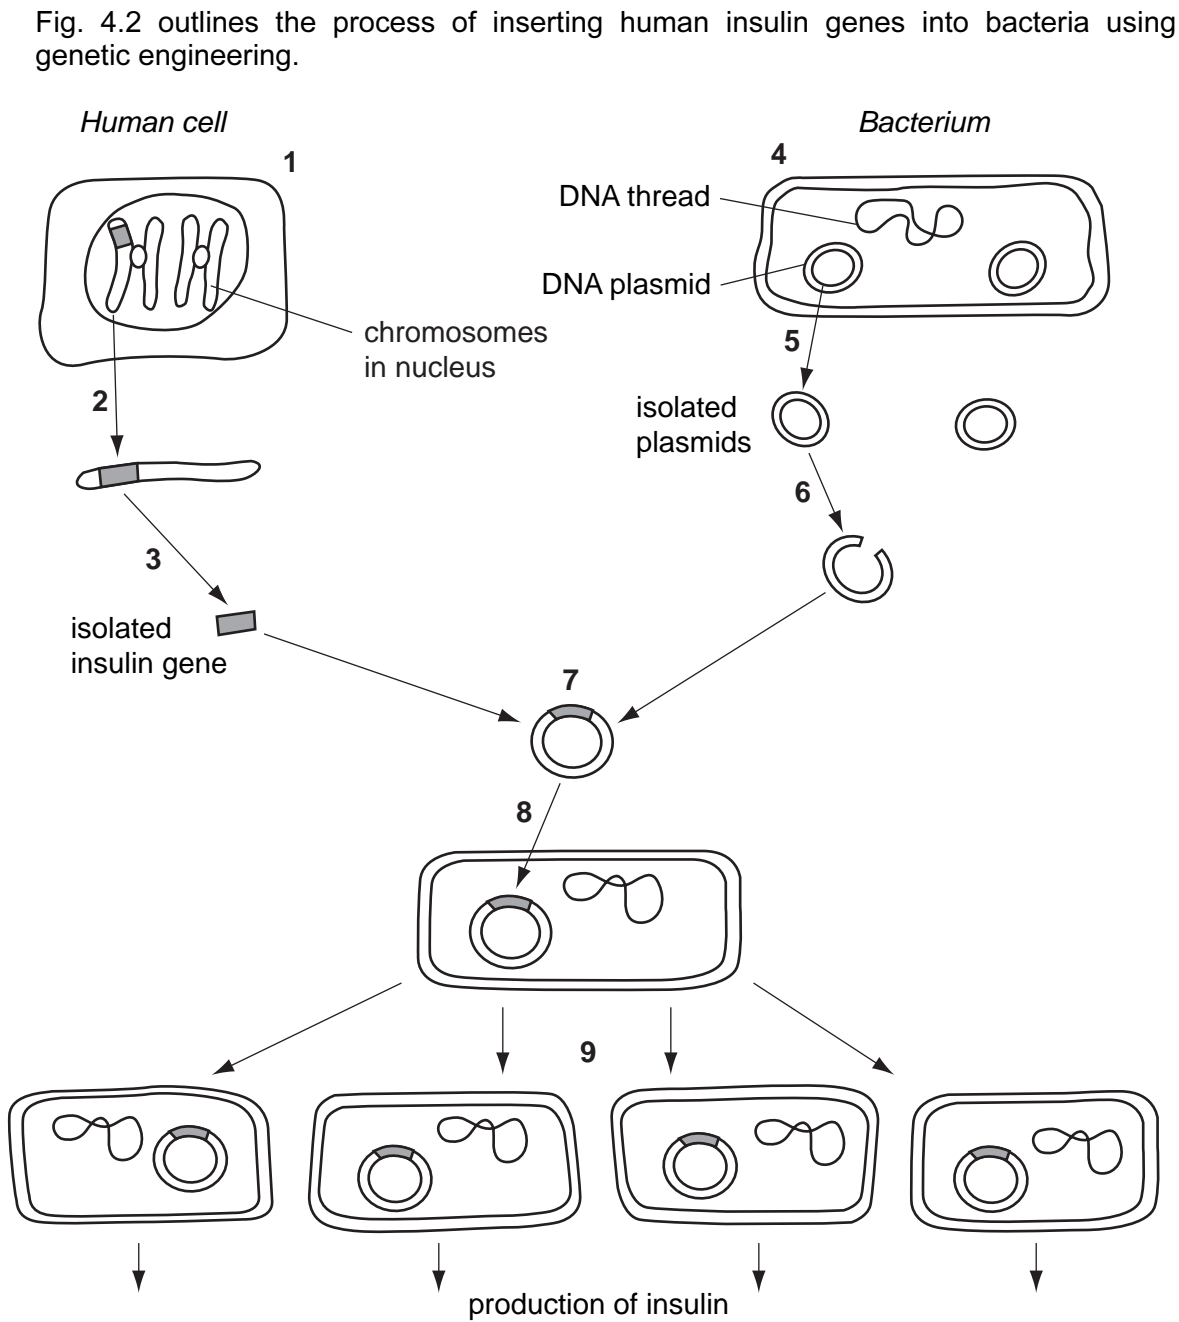 Fig. 4.2 outlines the process of inserting human insulin genes into bacteria using
genetic engineering.
Human cell
Bacterium
1
4
DNA thread
DNA plasmid
chromosomes
in nucleus
5
2
isolated
plasmids
6
3
isolated
insulin gene
7
8
9
production of insulin